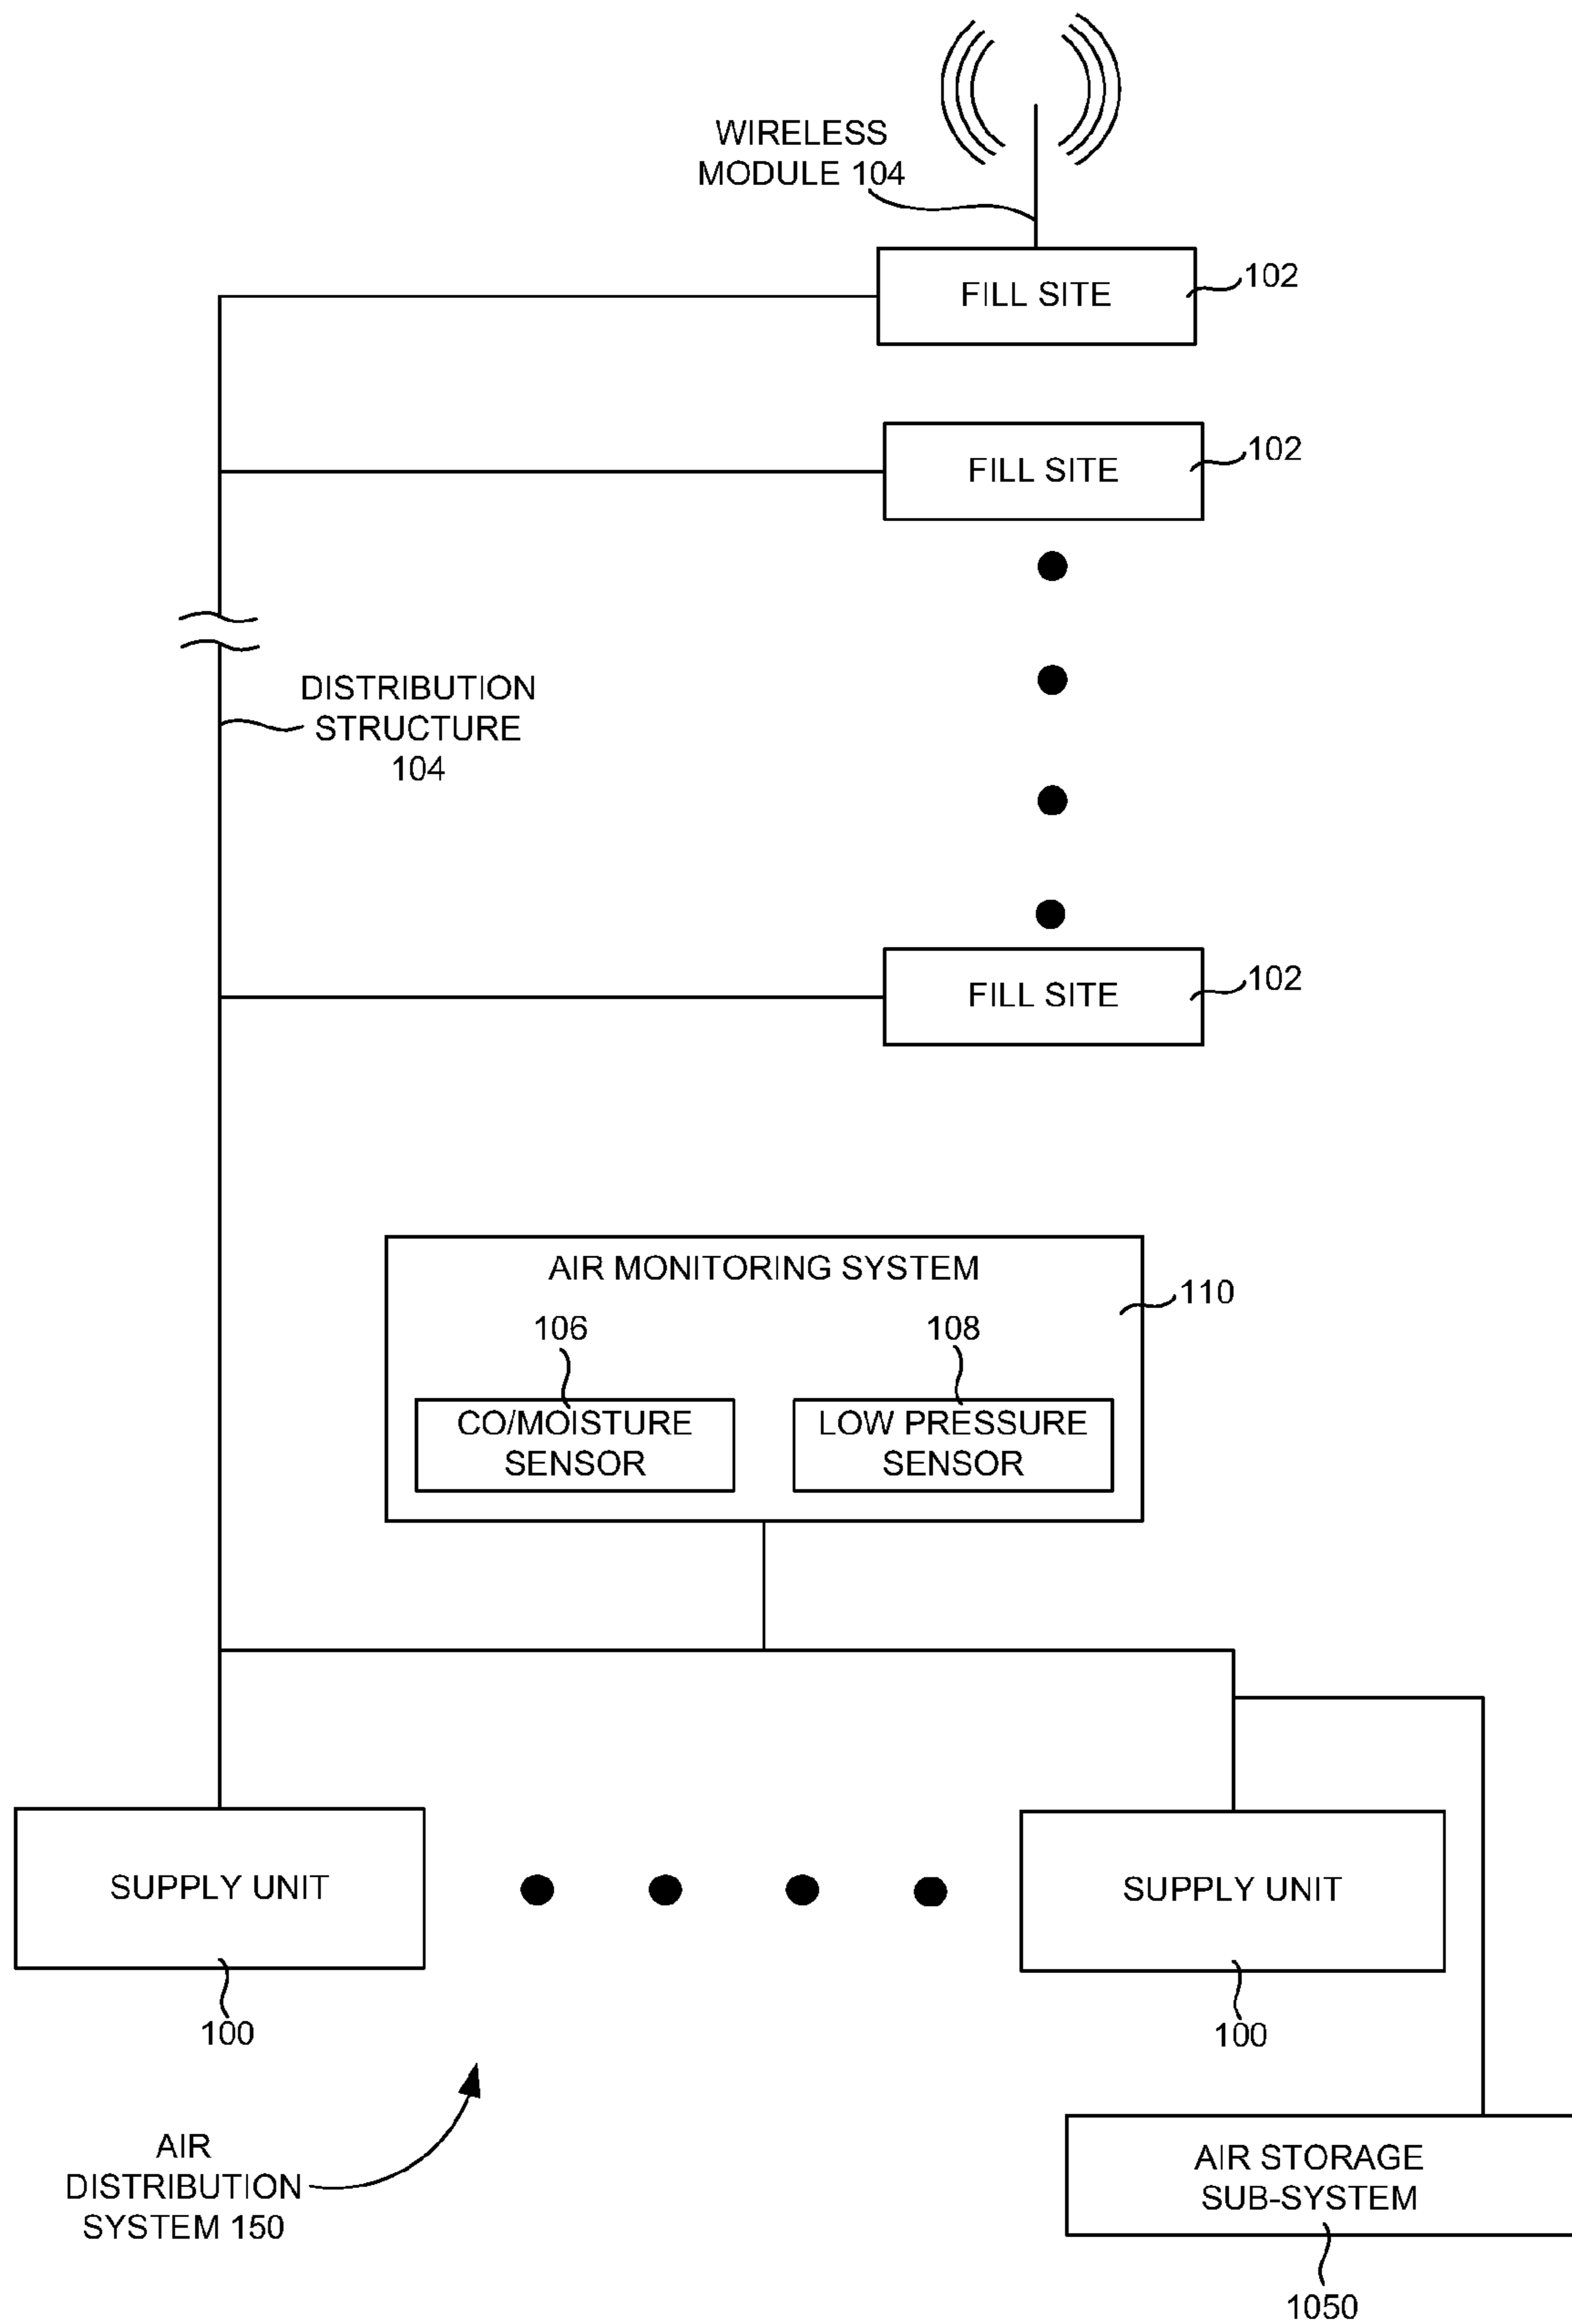 WIRELESS
MODULE 104
FILL SITE
102
FILL SITE
102
DISTRIBUTION
STRUCTURE
104
FILL SITE
102
AIR MONITORING SYSTEM
110
106
108
CO/MOISTURE
SENSOR
LOW PRESSURE
SENSOR
SUPPLY UNIT
SUPPLY UNIT
100
100
AIR
DISTRIBUTION
SYSTEM 150
AIR STORAGE
SUB-SYSTEM
1050